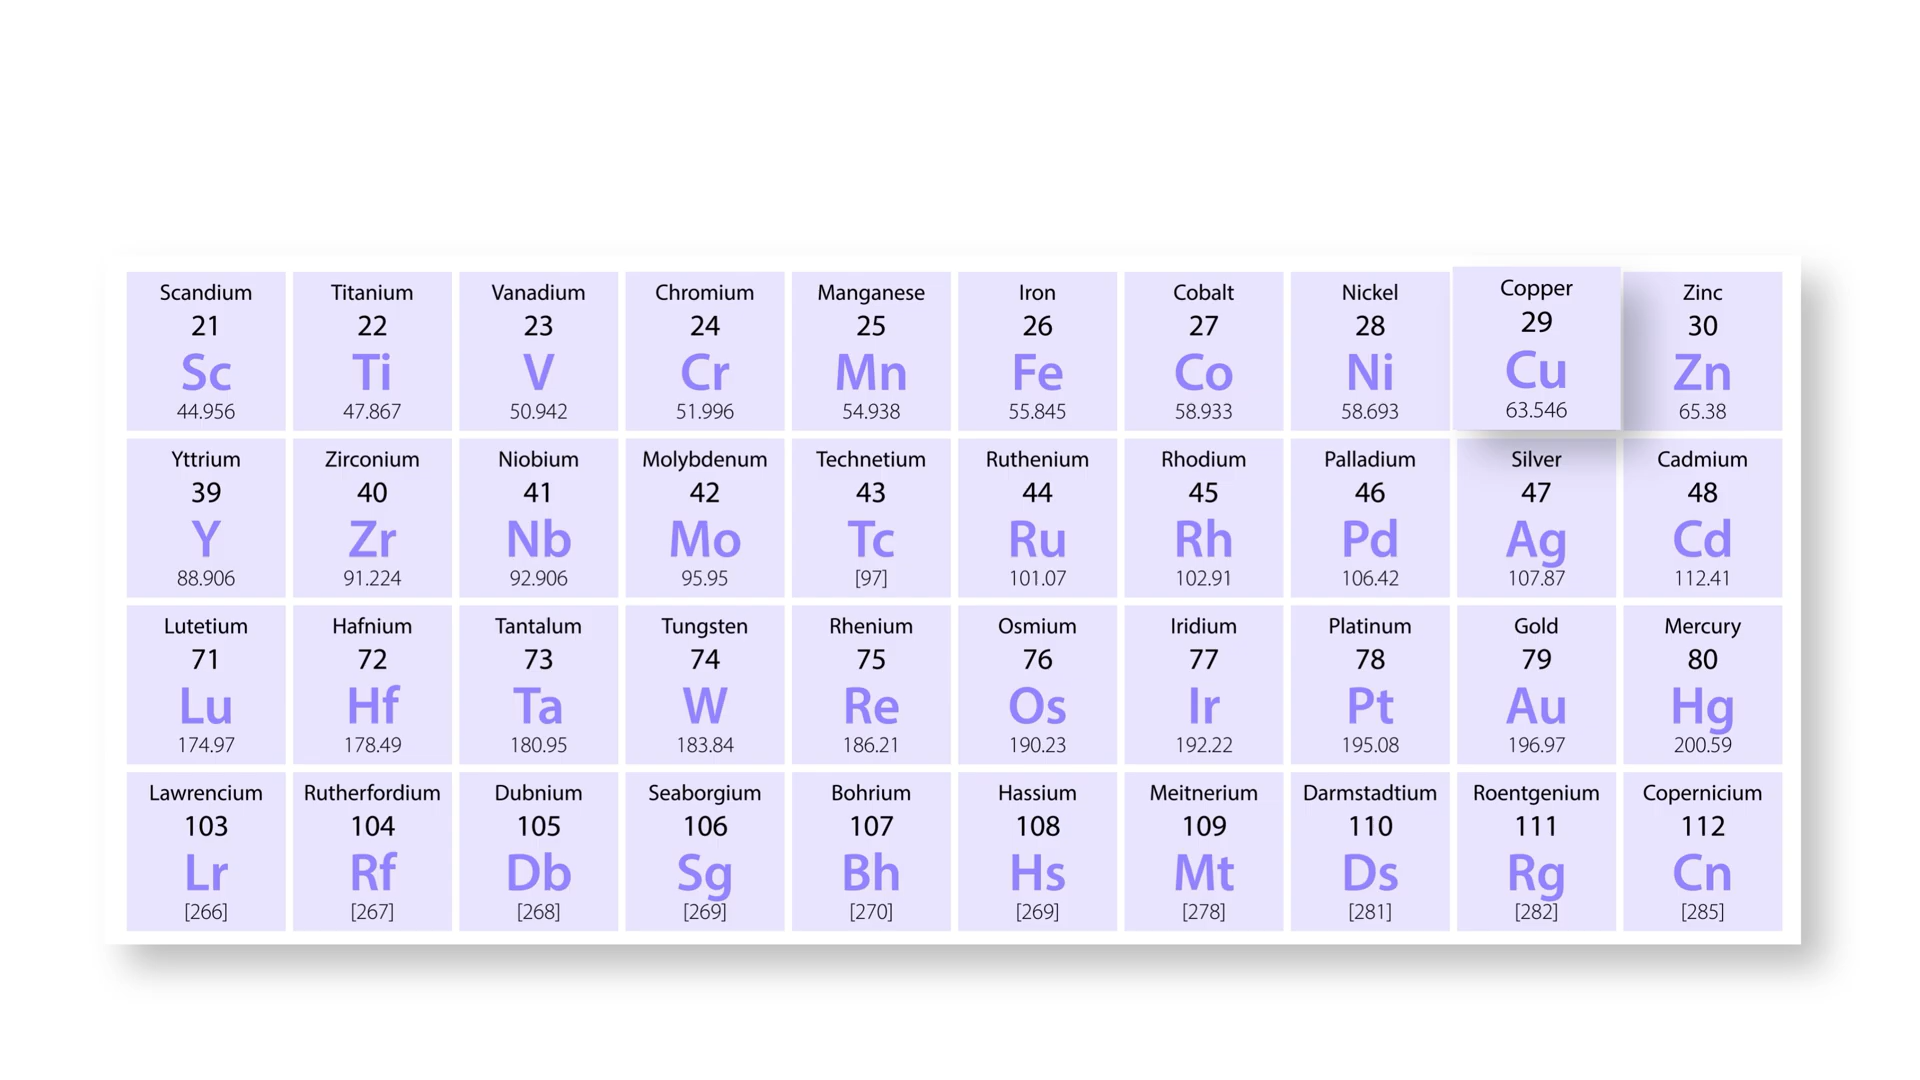 Scandium Titanium Vanadium Chromium Manganese Iron Cobalt Nickel Copper Zinc
21 22 23 24 25 26 27 28 29 30
Sc Ti V Cr Mn Fe Co Ni Cu Zn
44.956 47.867 50.942 51.996 54.938 55.845 58.933 58.693 63.546 65.38
Yttrium Zirconium Niobium Molybdenum Technetium Ruthenium Rhodium Palladium Silver Cadmium
39 40 41 42 43 44 45 46 47 48
Y Zr Nb Mo Tc Ru Rh Pd Ag Cd
88.906 91.224 92.906 95.95 [97] 101.07 102.91 106.42 107.87 112.41
Lutetium Hafnium Tantalum Tungsten Rhenium Osmium Iridium Platinum Gold Mercury
71 72 73 74 75 76 77 78 79 80
Lu Hf Ta W Re Os Ir Pt Au Hg
174.97 178.49 180.95 183.84 186.21 190.23 192.22 195.08 196.97 200.59
Lawrencium Rutherfordium Dubnium Seaborgium Bohrium Hassium Meitnerium Darmstadtium Roentgenium Copernicium
103 104 105 106 107 108 109 110 111 112
Lr Rf Db Sg Bh Hs Mt Ds Rg Cn
[266] [267] [268] [269] [270] [269] [278] [281] [282] [285]